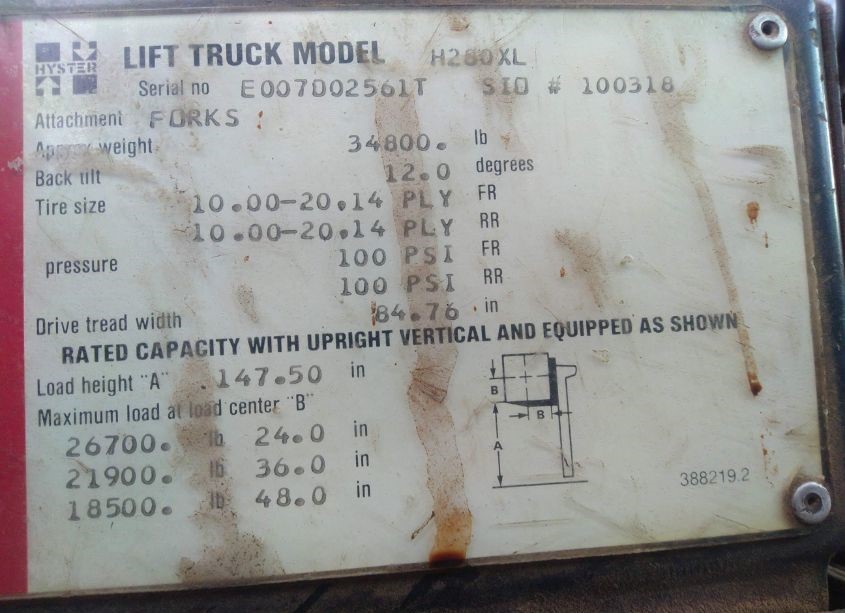 HYSTER LIFT TRUCK MODEL H280XL
Serial no E007D02561T SIO # 100318
Attachment FORKS
Approx weight 34800. lb
Back tilt 12.0 degrees
Tire size 10.00-20.14 PLY FR
10.00-20.14 PLY RR
pressure 100 PSI FR
100 PSI RR
Drive tread width 84.76 in
RATED CAPACITY WITH UPRIGHT VERTICAL AND EQUIPPED AS SHOWN
Load height "A" 147.50 in
Maximum load at load center "B"
26700. lb 24.0 in
21900. lb 36.0 in
18500. lb 48.0 in
B
B
A
388219.2